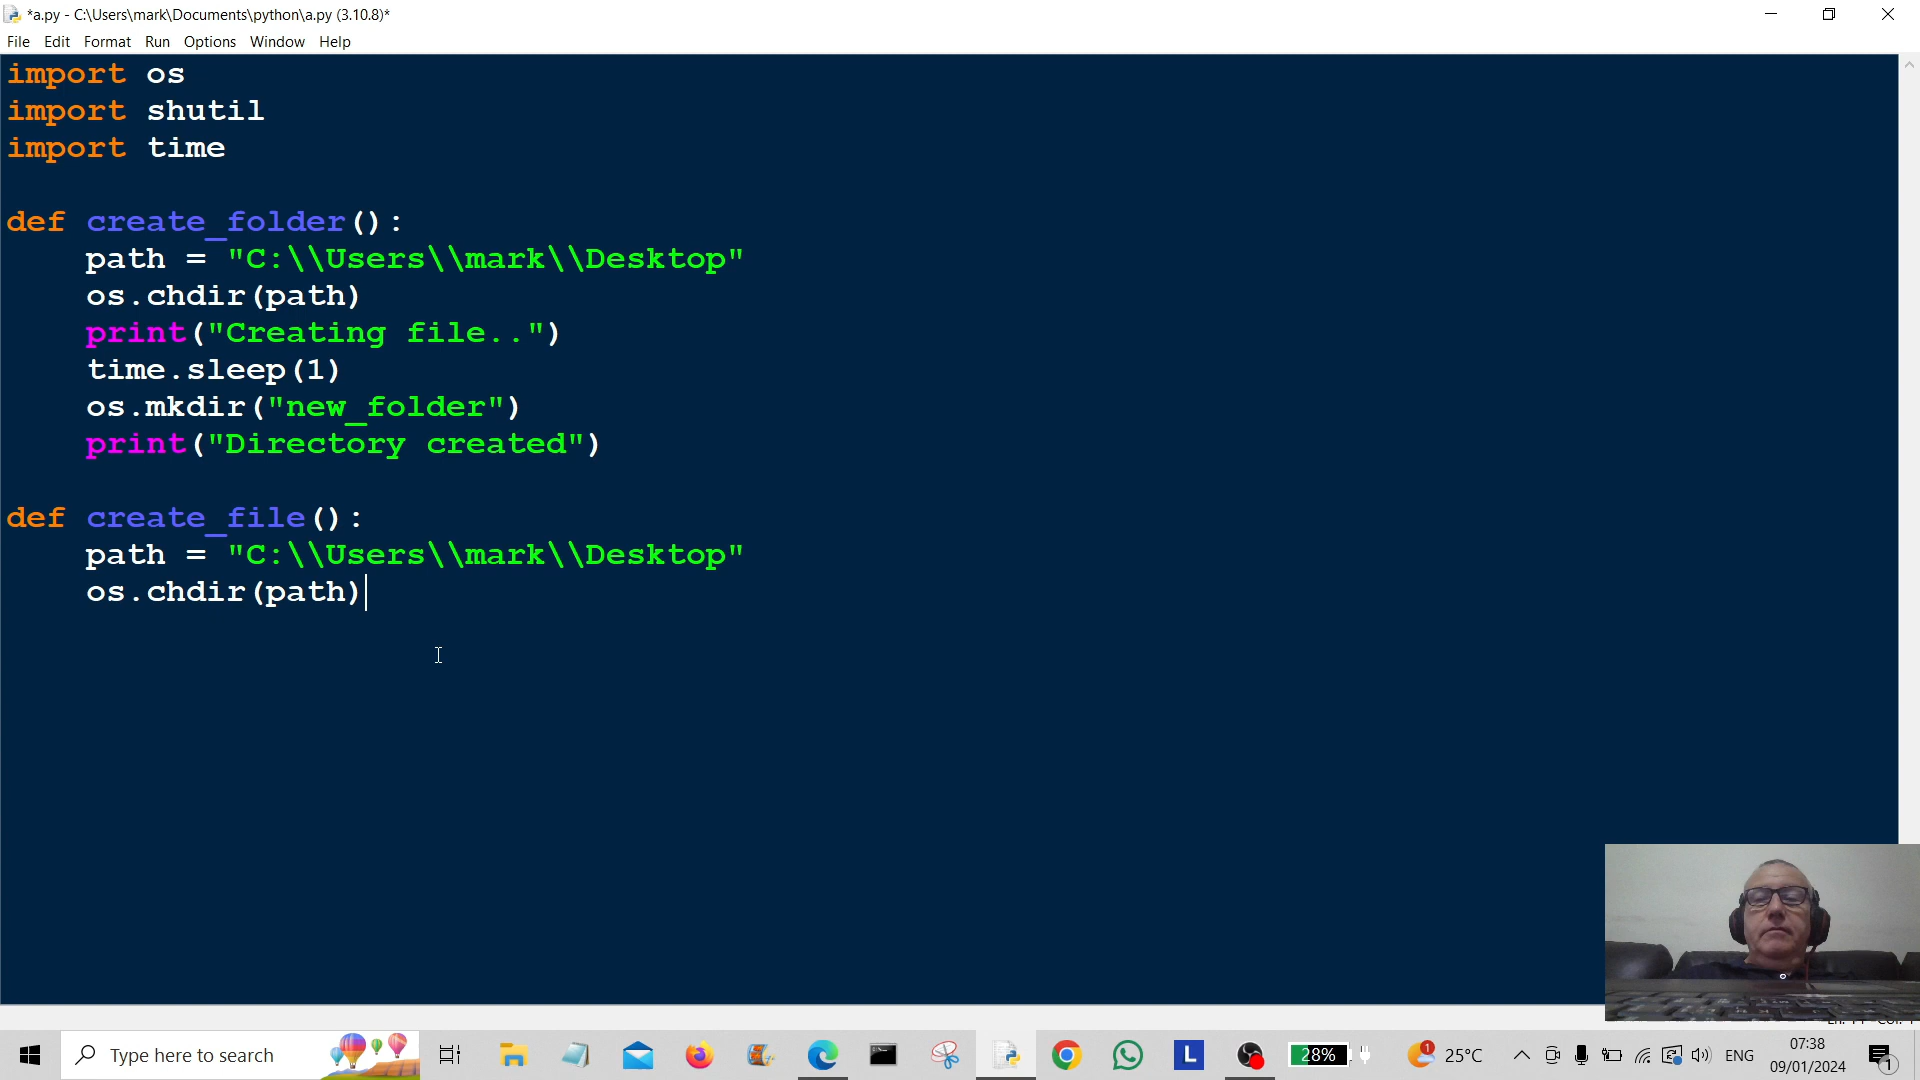 *a.py - C:\Users\mark\Documents\python\a.py (3.10.8)*
File Edit Format Run Options Window Help
import os
import shutil
import time
def create_folder():
path = "C:\\Users\\mark\\Desktop"
os.chdir(path)
print("Creating file..")
time.sleep(1)
os.mkdir("new_folder")
print("Directory created")
def create_file():
path = "C:\\Users\\mark\\Desktop"
os.chdir(path)
Type here to search
L
28%
1
25°C
ENG
07:38
09/01/2024
1